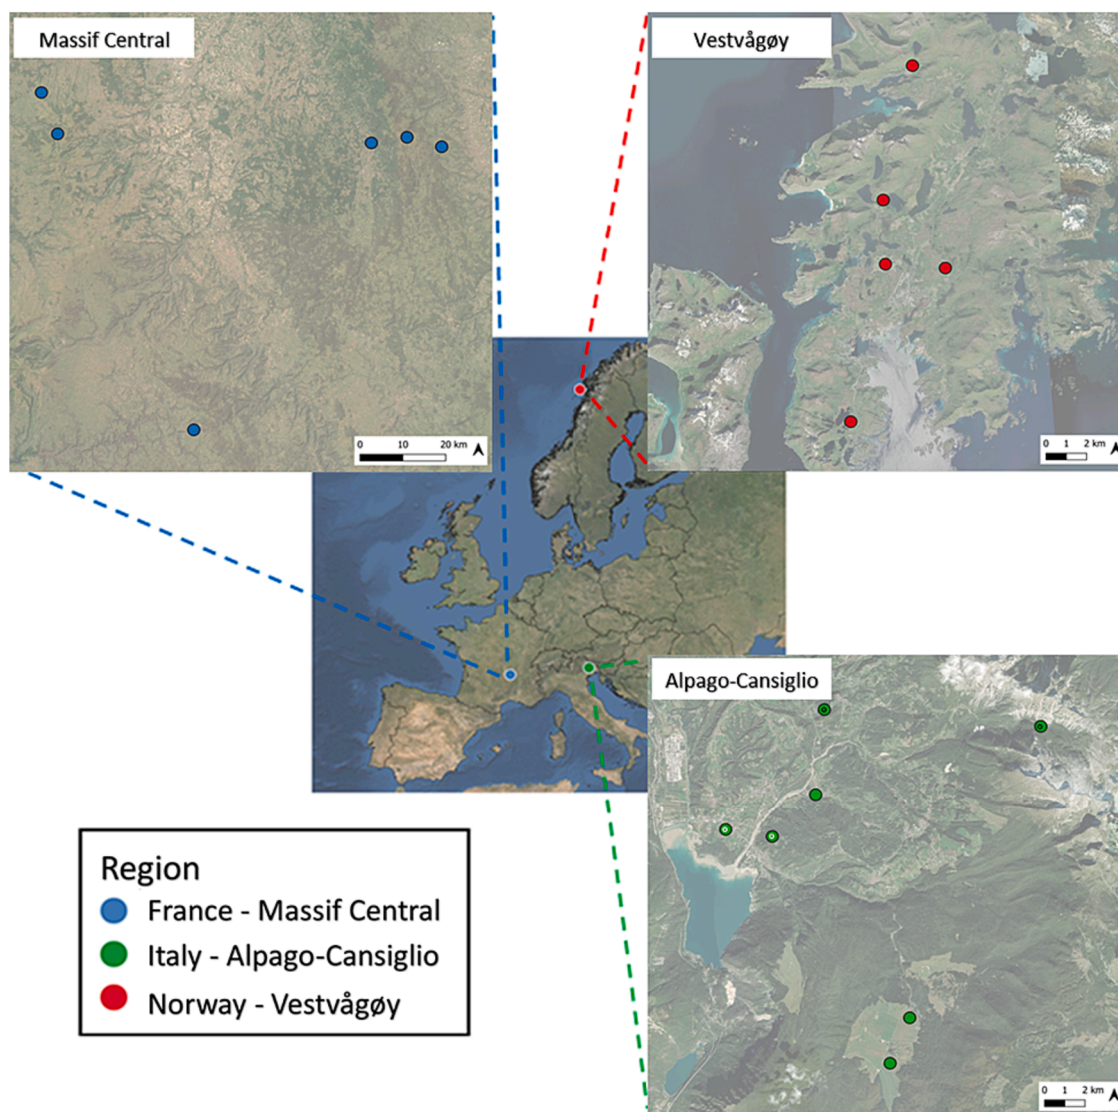 Massif Central
Vestvågøy
0 10 20 km
0 1 2 km
Alpago-Cansiglio
Region
France - Massif Central
Italy - Alpago-Cansiglio
Norway - Vestvågøy
0 1 2 km